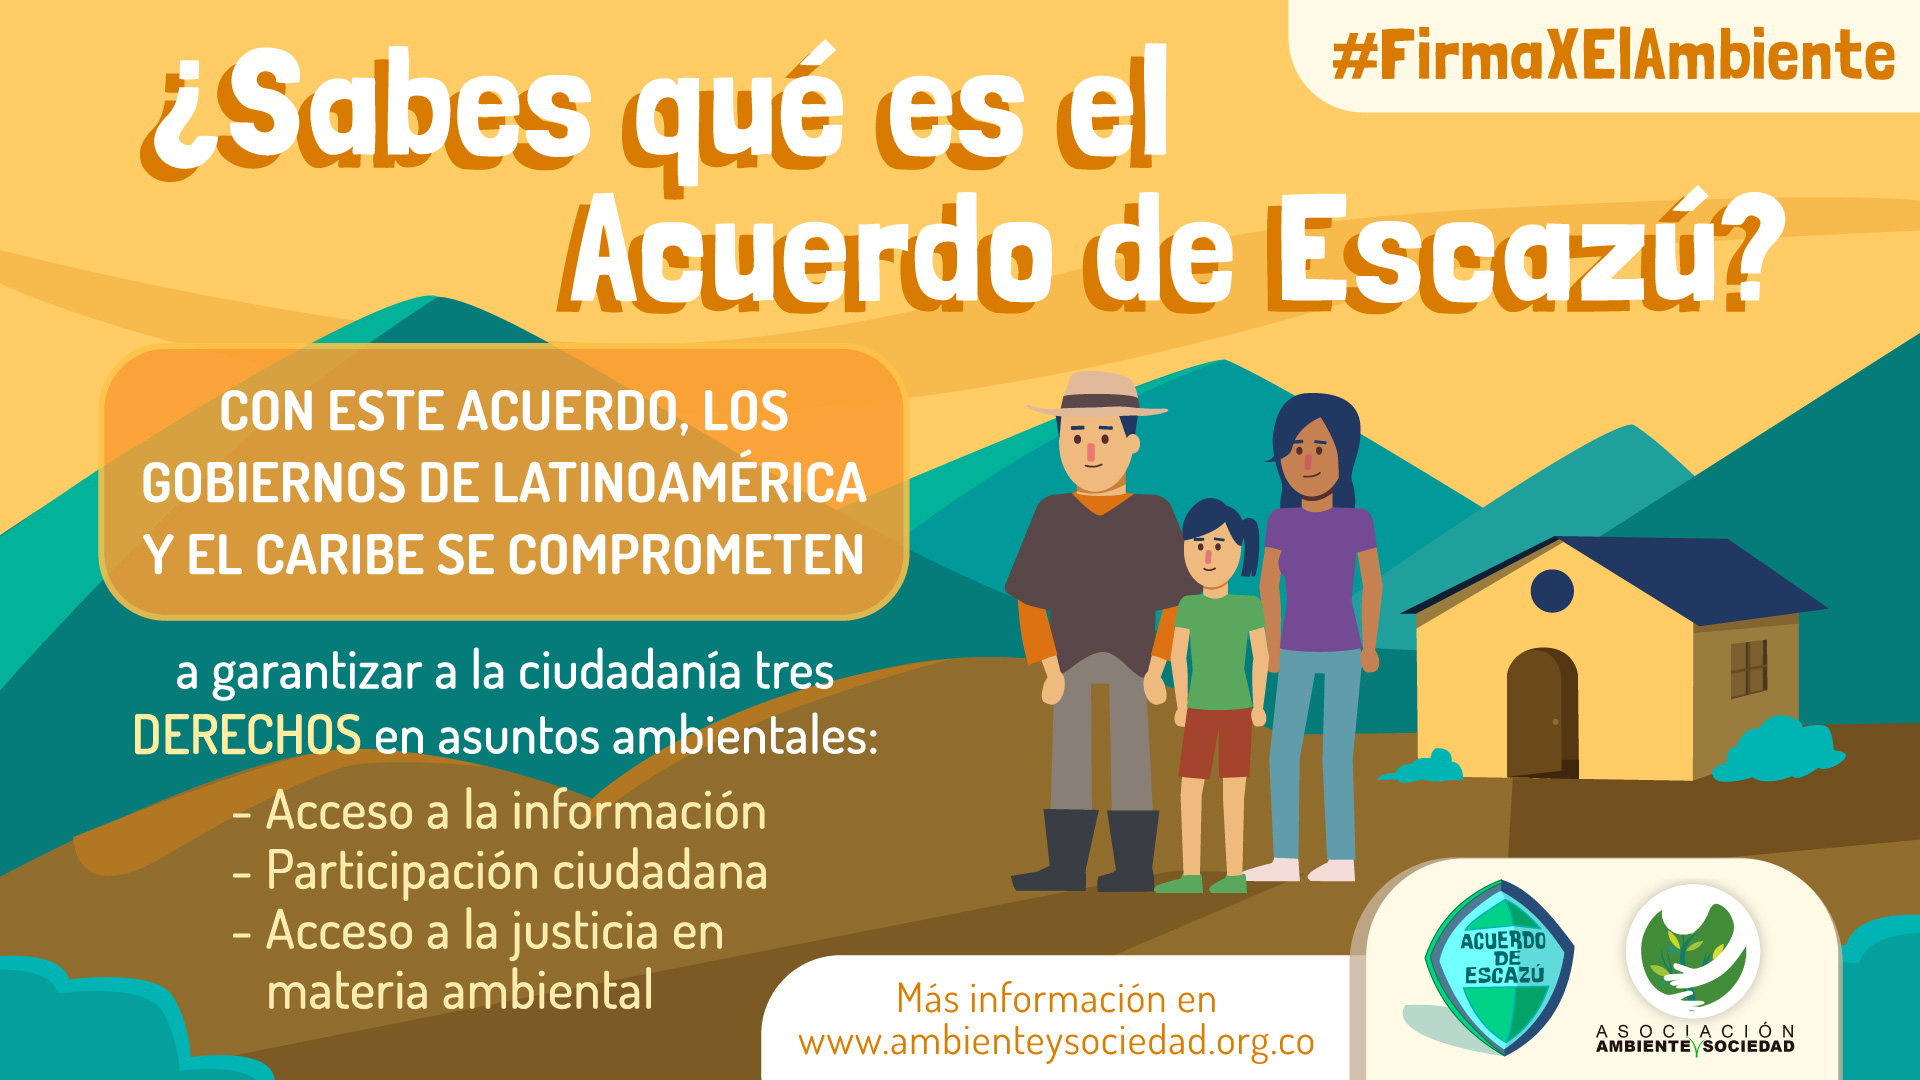 #FirmaXElAmbiente
¿Sabes qué es el
Acuerdo de Escazú?
CON ESTE ACUERDO, LOS
GOBIERNOS DE LATINOAMÉRICA
Y EL CARIBE SE COMPROMETEN
a garantizar a la ciudadanía tres
DERECHOS en asuntos ambientales:
- Acceso a la información
- Participación ciudadana
- Acceso a la justicia en
materia ambiental
Más información en
www.ambienteysociedad.org.co
ACUERDO
DE
ESCAZÚ
ASOCIACIÓN
AMBIENTE Y SOCIEDAD